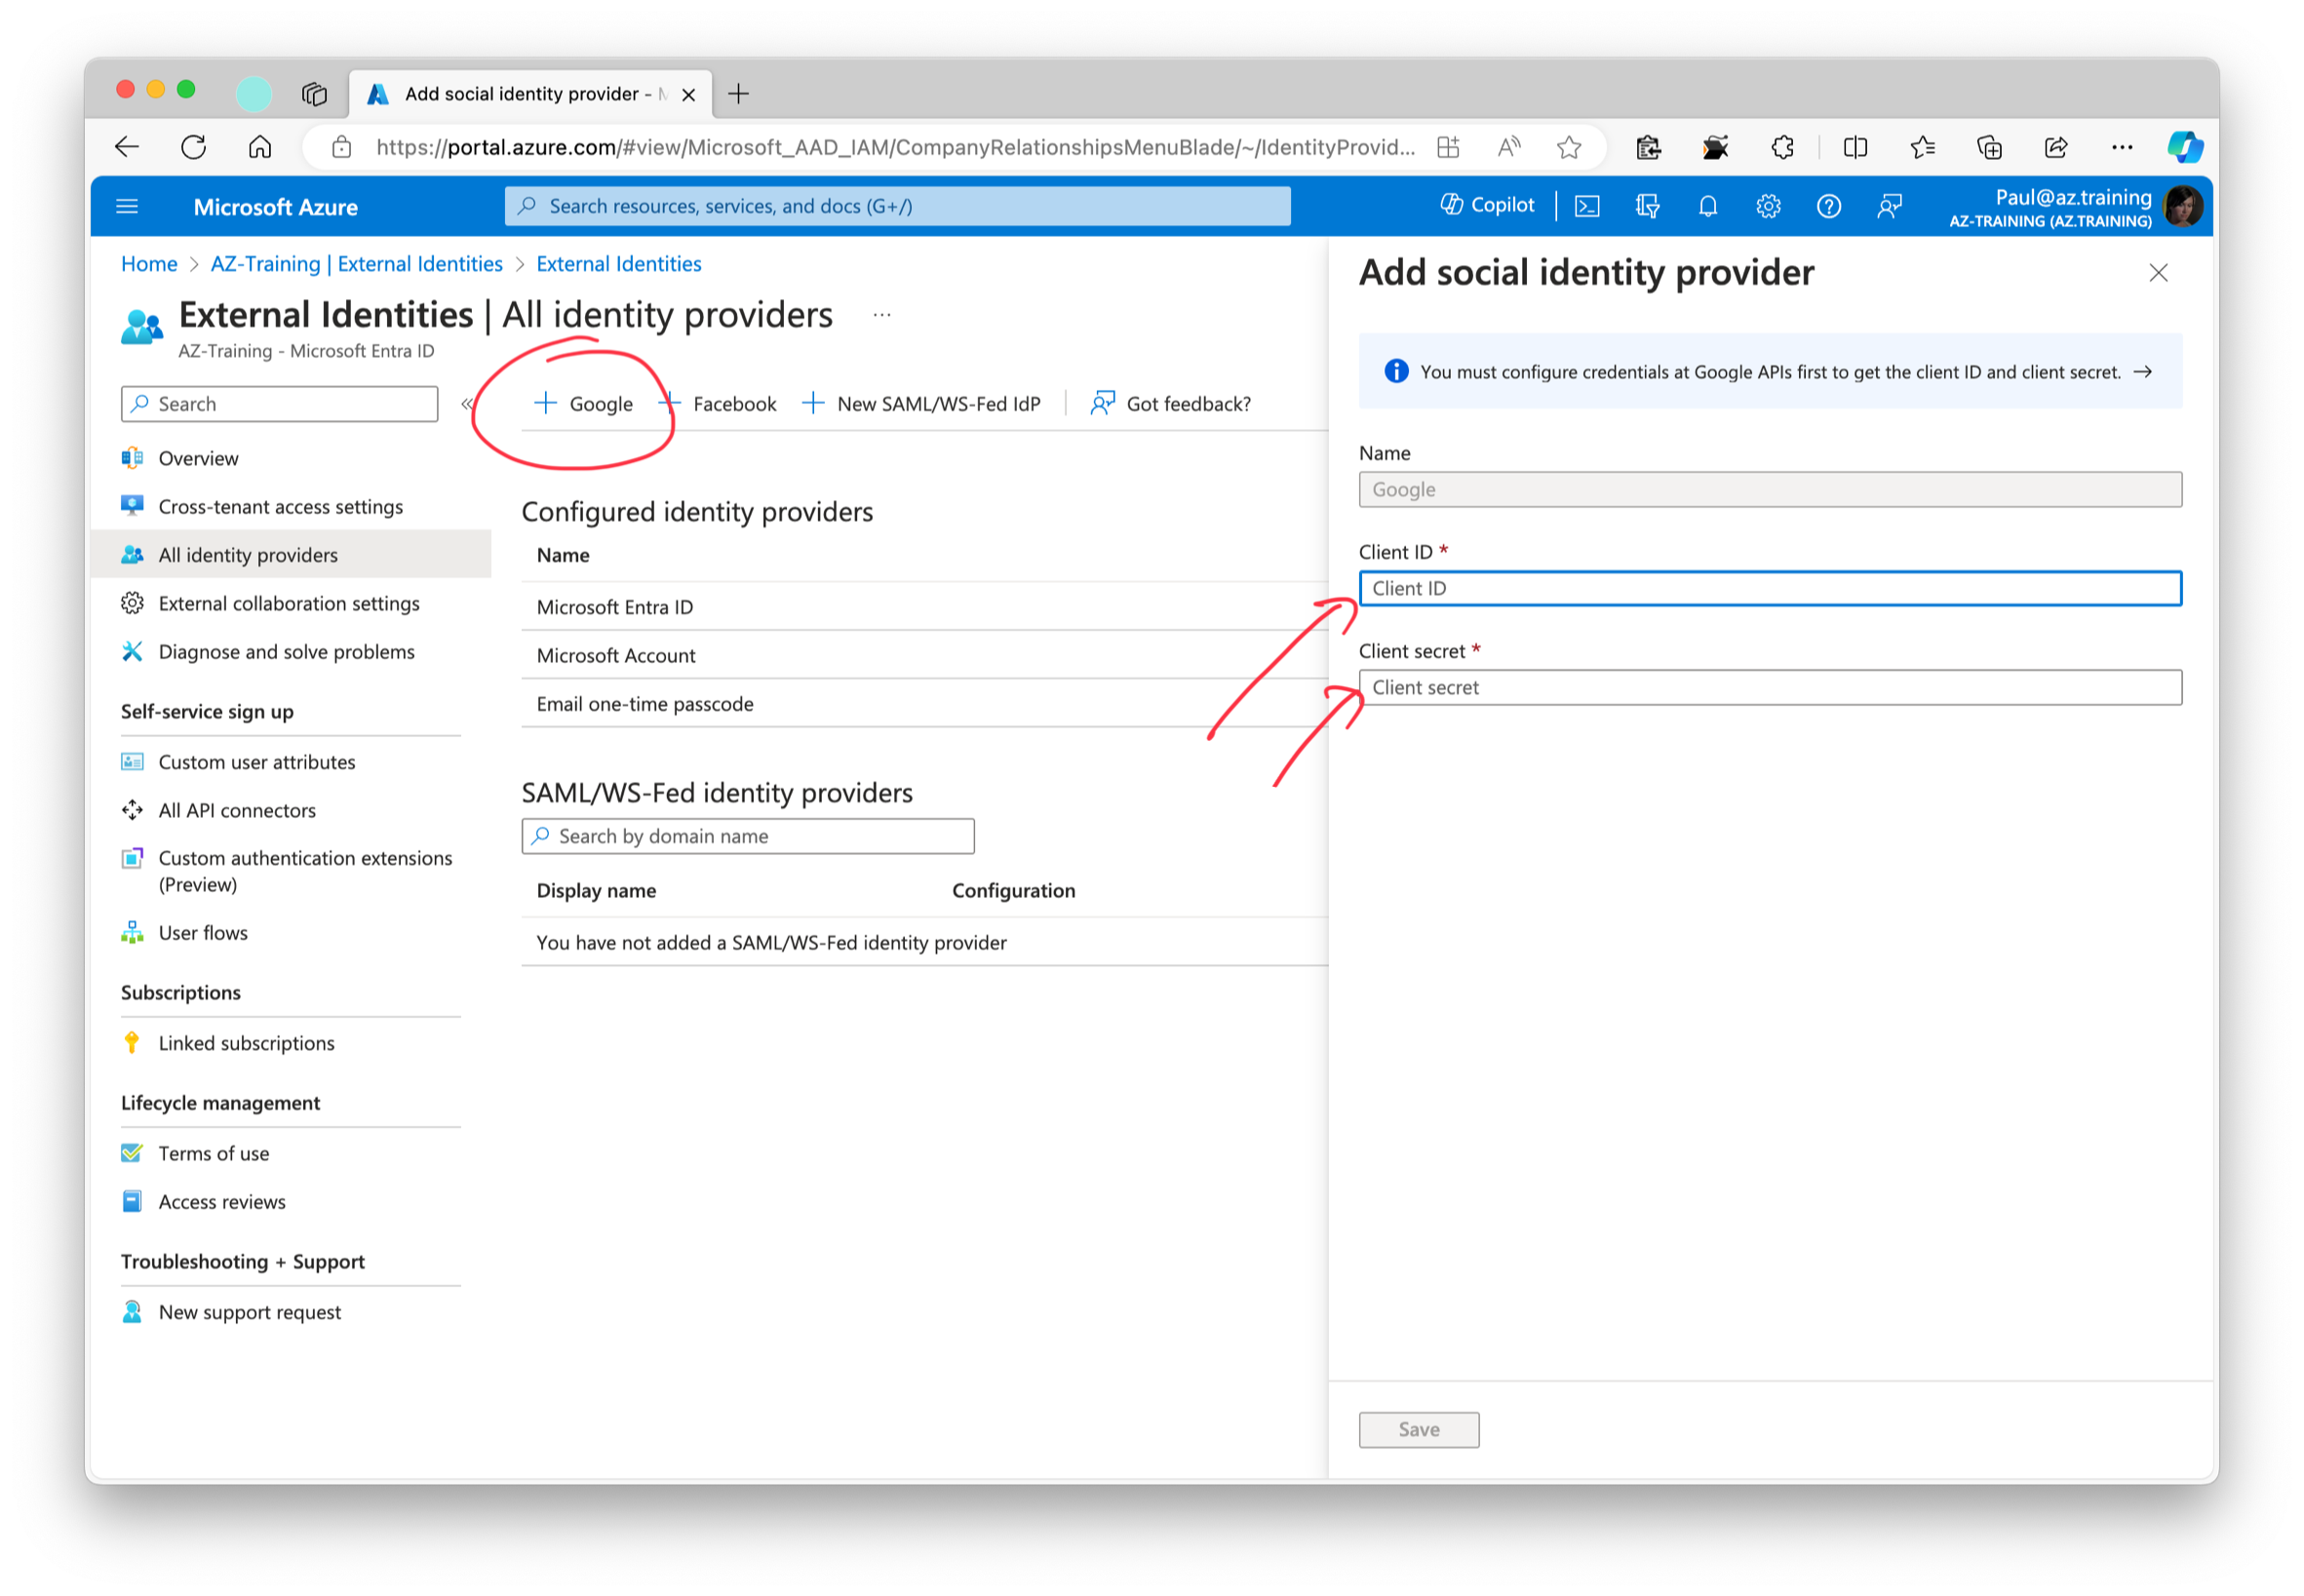 Add social identity provider -
https://portal.azure.com/#view/Microsoft_AAD_IAM/CompanyRelationshipsMenuBlade/~/IdentityProvid...
Microsoft Azure
Search resources, services, and docs (G+/)
Copilot
Paul@az.training
AZ-TRAINING (AZ.TRAINING)
Home > AZ-Training | External Identities > External Identities
External Identities | All identity providers
AZ-Training - Microsoft Entra ID
Search
Overview
Cross-tenant access settings
All identity providers
External collaboration settings
Diagnose and solve problems
Self-service sign up
Custom user attributes
All API connectors
Custom authentication extensions
(Preview)
User flows
Subscriptions
Linked subscriptions
Lifecycle management
Terms of use
Access reviews
Troubleshooting + Support
New support request
Google
Facebook
New SAML/WS-Fed IdP
Got feedback?
Configured identity providers
Name
Microsoft Entra ID
Microsoft Account
Email one-time passcode
SAML/WS-Fed identity providers
Search by domain name
Display name Configuration
You have not added a SAML/WS-Fed identity provider
Add social identity provider
You must configure credentials at Google APIs first to get the client ID and client secret. →
Name
Google
Client ID *
Client ID
Client secret *
Client secret
Save